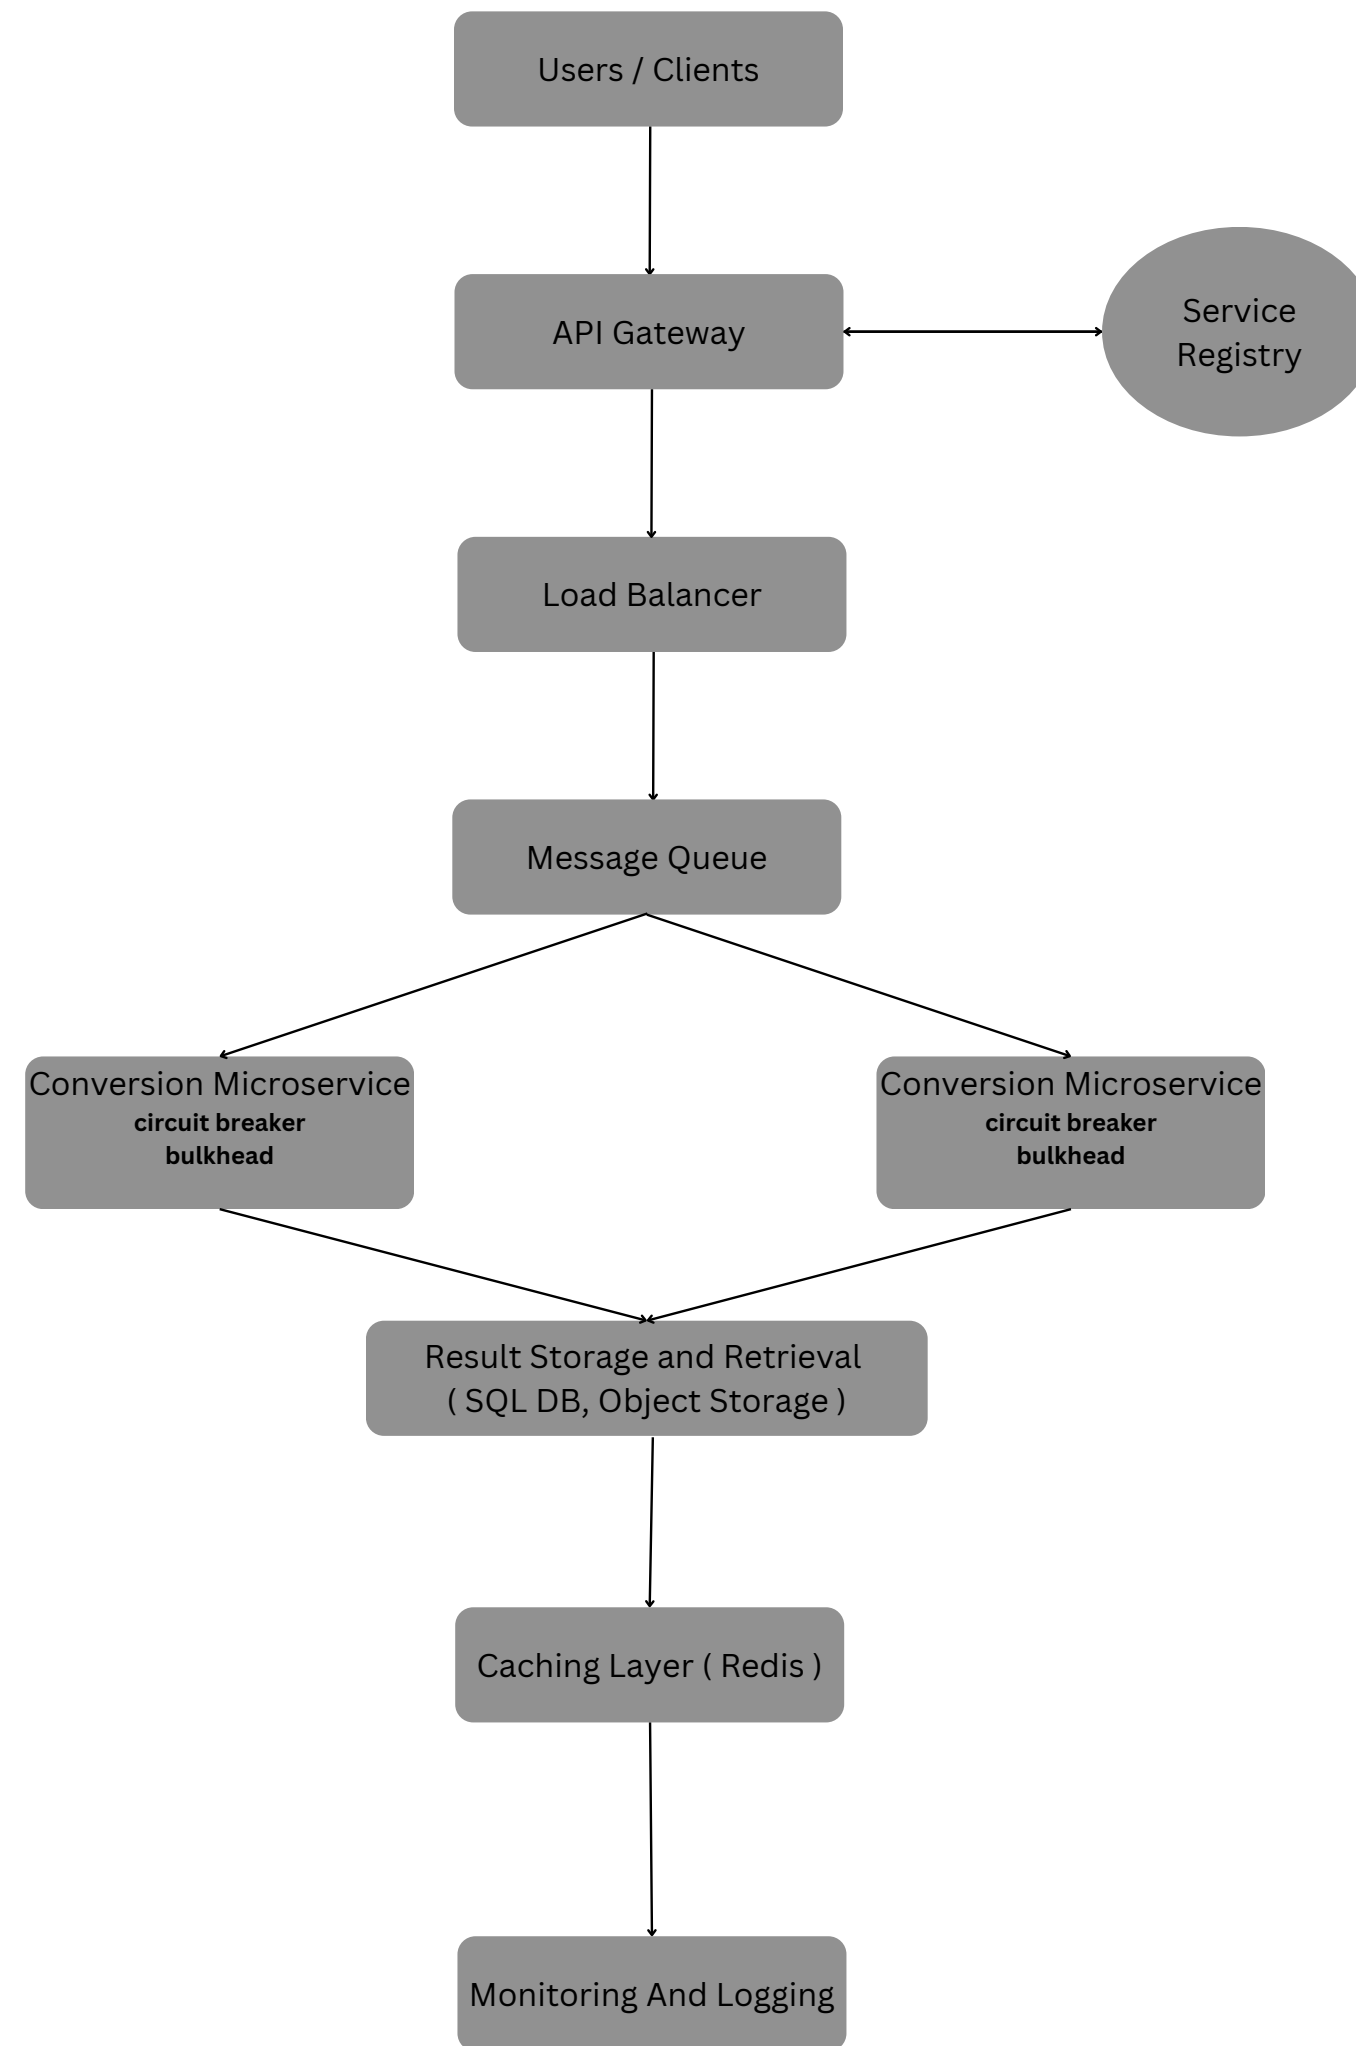 Users / Clients
API Gateway
Service
Registry
Load Balancer
Message Queue
Conversion Microservice
circuit breaker
bulkhead
Conversion Microservice
circuit breaker
bulkhead
Result Storage and Retrieval
( SQL DB, Object Storage )
Caching Layer ( Redis )
Monitoring And Logging